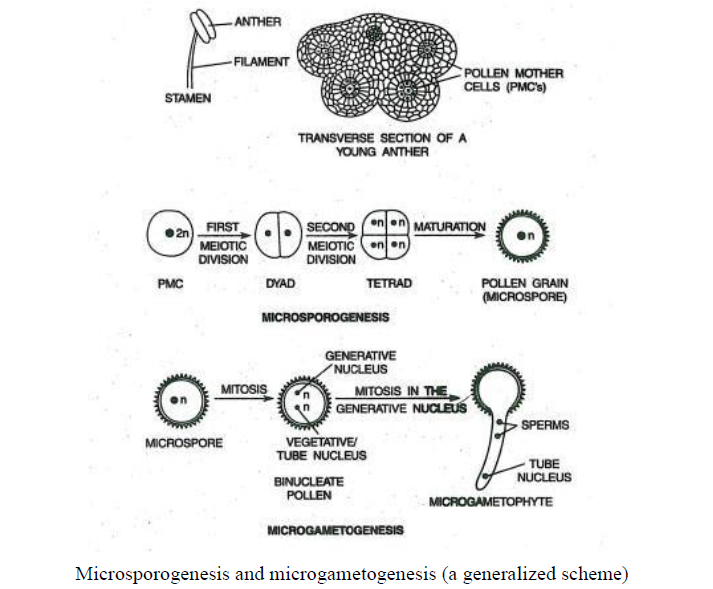 ANTHER
FILAMENT
STAMEN
POLLEN MOTHER
CELLS (PMC's)
TRANSVERSE SECTION OF A
YOUNG ANTHER
2n
FIRST
MEIOTIC
DIVISION
SECOND
MEIOTIC
DIVISION
n n
n n
MATURATION
n
PMC
DYAD
TETRAD
POLLEN GRAIN
(MICROSPORE)
MICROSPOROGENESIS
GENERATIVE
NUCLEUS
n
MITOSIS
n
n
MITOSIS IN THE
GENERATIVE NUCLEUS
SPERMS
MICROSPORE
VEGETATIVE/
TUBE NUCLEUS
TUBE
NUCLEUS
BINUCLEATE
POLLEN
MICROGAMETOPHYTE
MICROGAMETOGENESIS
Microsporogenesis and microgametogenesis (a generalized scheme)